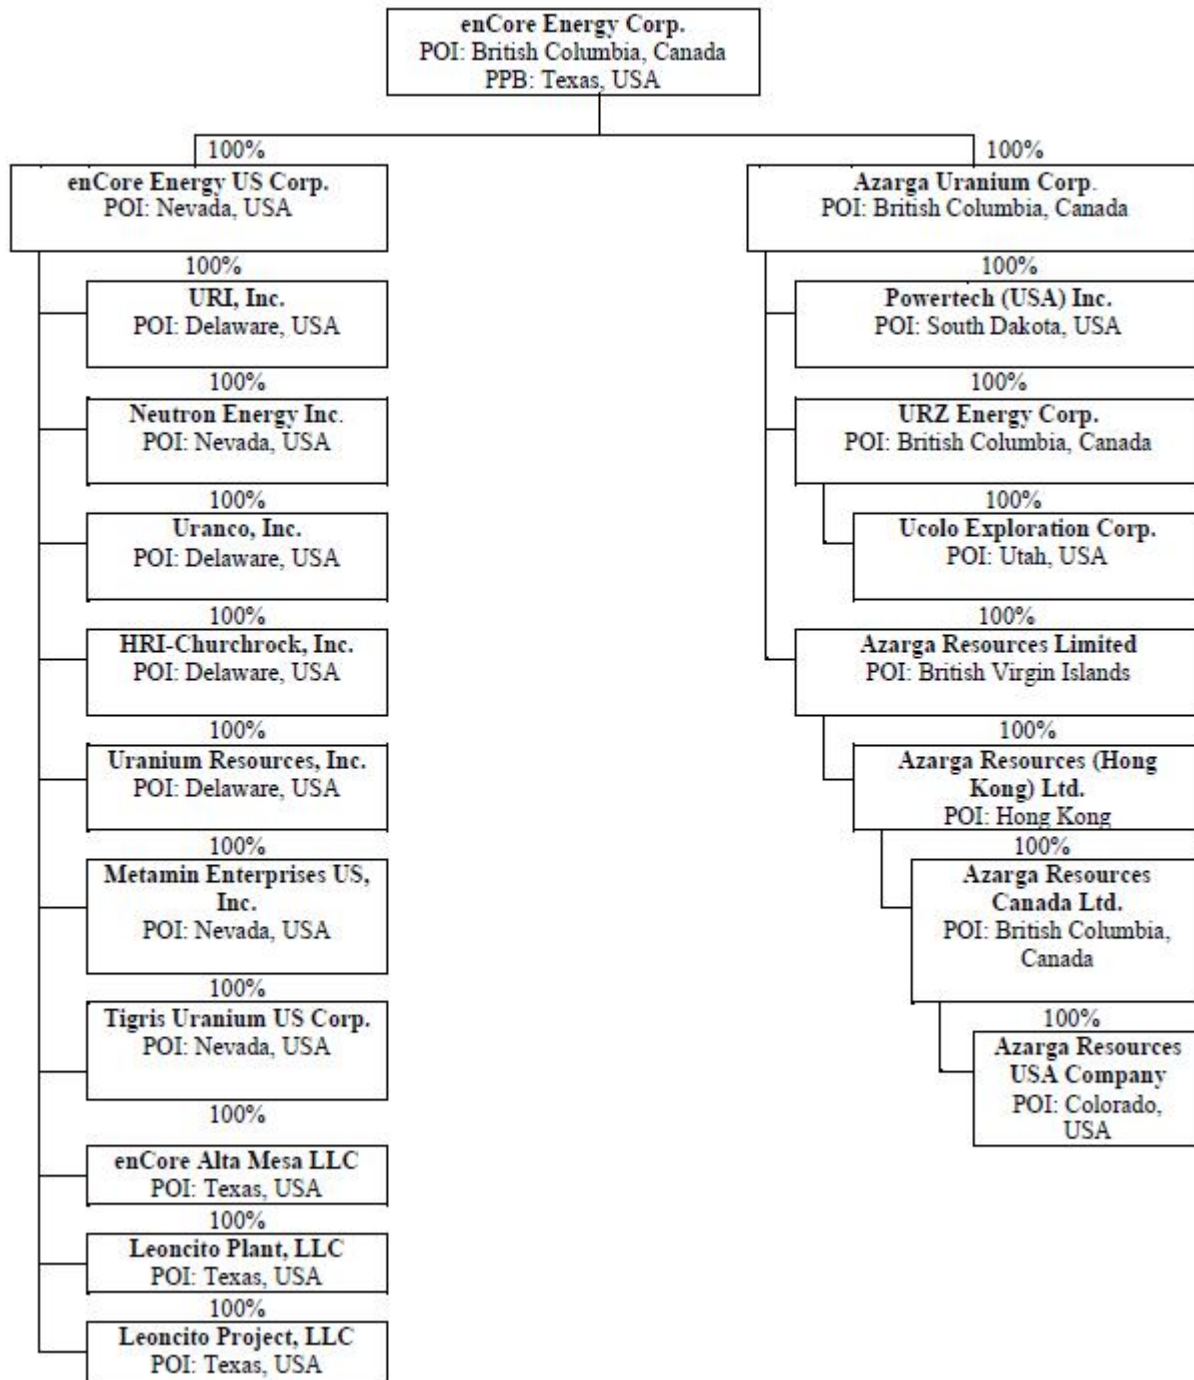 enCore Energy Corp.
POI: British Columbia, Canada
PPB: Texas, USA
100%
enCore Energy US Corp.
POI: Nevada, USA
100%
URI, Inc.
POI: Delaware, USA
100%
Neutron Energy Inc.
POI: Nevada, USA
100%
Uranco, Inc.
POI: Delaware, USA
100%
HRI-Churchrock, Inc.
POI: Delaware, USA
100%
Uranium Resources, Inc.
POI: Delaware, USA
100%
Metamin Enterprises US,
Inc.
POI: Nevada, USA
100%
Tigris Uranium US Corp.
POI: Nevada, USA
100%
enCore Alta Mesa LLC
POI: Texas, USA
100%
Leoncito Plant, LLC
POI: Texas, USA
100%
Leoncito Project, LLC
POI: Texas, USA
100%
Azarga Uranium Corp.
POI: British Columbia, Canada
100%
Powertech (USA) Inc.
POI: South Dakota, USA
100%
URZ Energy Corp.
POI: British Columbia, Canada
100%
Ucolo Exploration Corp.
POI: Utah, USA
100%
Azarga Resources Limited
POI: British Virgin Islands
100%
Azarga Resources (Hong
Kong) Ltd.
POI: Hong Kong
100%
Azarga Resources
Canada Ltd.
POI: British Columbia,
Canada
100%
Azarga Resources
USA Company
POI: Colorado,
USA